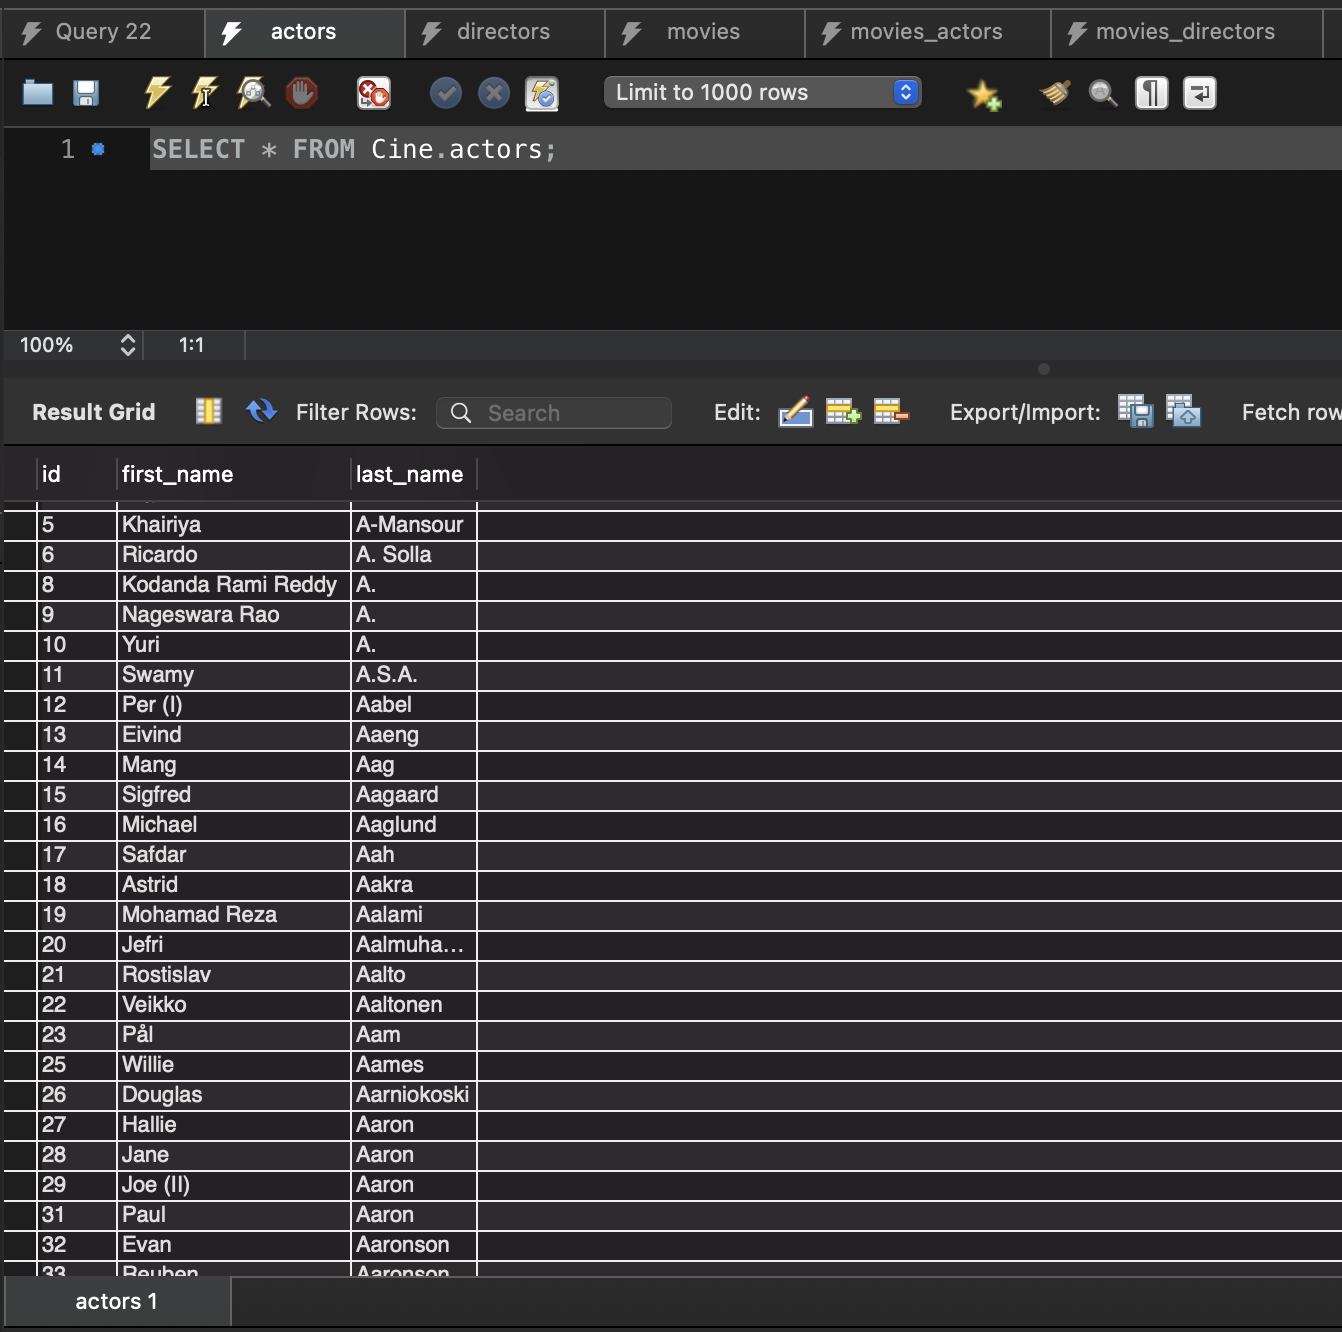 Query 22 actors directors movies movies_actors movies_directors
Limit to 1000 rows
1 SELECT * FROM Cine.actors;
100% 1:1
Result Grid Filter Rows: Search Edit: Export/Import: Fetch row
id first_name last_name
5 Khairiya A-Mansour
6 Ricardo A. Solla
8 Kodanda Rami Reddy A.
9 Nageswara Rao A.
10 Yuri A.
11 Swamy A.S.A.
12 Per (I) Aabel
13 Eivind Aaeng
14 Mang Aag
15 Sigfred Aagaard
16 Michael Aaglund
17 Safdar Aah
18 Astrid Aakra
19 Mohamad Reza Aalami
20 Jefri Aalmuha...
21 Rostislav Aalto
22 Veikko Aaltonen
23 Pål Aam
25 Willie Aames
26 Douglas Aarniokoski
27 Hallie Aaron
28 Jane Aaron
29 Joe (II) Aaron
31 Paul Aaron
32 Evan Aaronson
33 Reuben Aaronson
actors 1